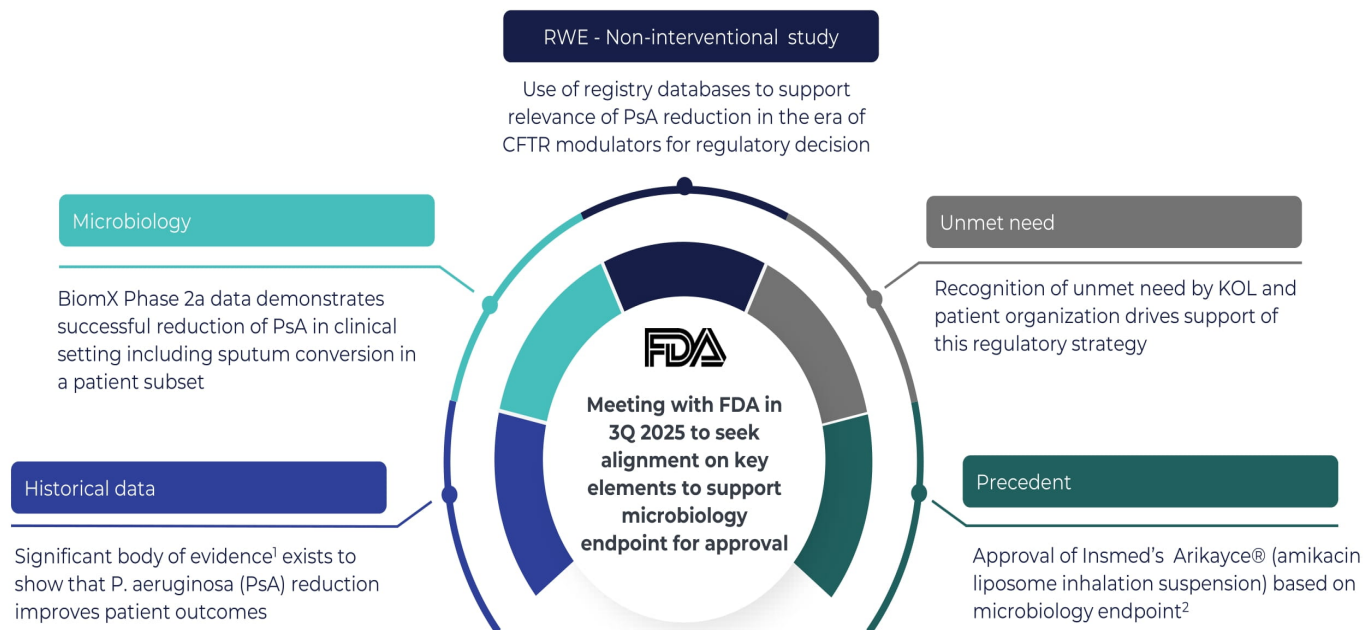 RWE - Non-interventional study
Use of registry databases to support
relevance of PsA reduction in the era of
CFTR modulators for regulatory decision
Microbiology
BiomX Phase 2a data demonstrates
successful reduction of PsA in clinical
setting including sputum conversion in
a patient subset
Unmet need
Recognition of unmet need by KOL and
patient organization drives support of
this regulatory strategy
FDA
Meeting with FDA in
3Q 2025 to seek
alignment on key
elements to support
microbiology
endpoint for approval
Historical data
Significant body of evidence¹ exists to
show that P. aeruginosa (PsA) reduction
improves patient outcomes
Precedent
Approval of Insmed's Arikayce® (amikacin
liposome inhalation suspension) based on
microbiology endpoint²